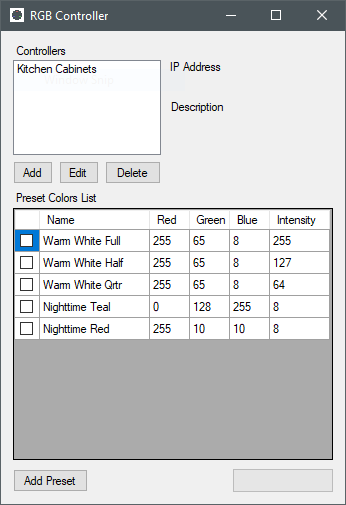 RGB Controller
Controllers
Kitchen Cabinets
IP Address
Description
Add Edit Delete
Preset Colors List
Name Red Green Blue Intensity
Warm White Full 255 65 8 255
Warm White Half 255 65 8 127
Warm White Qrtr 255 65 8 64
Nighttime Teal 0 128 255 8
Nighttime Red 255 10 10 8
Add Preset